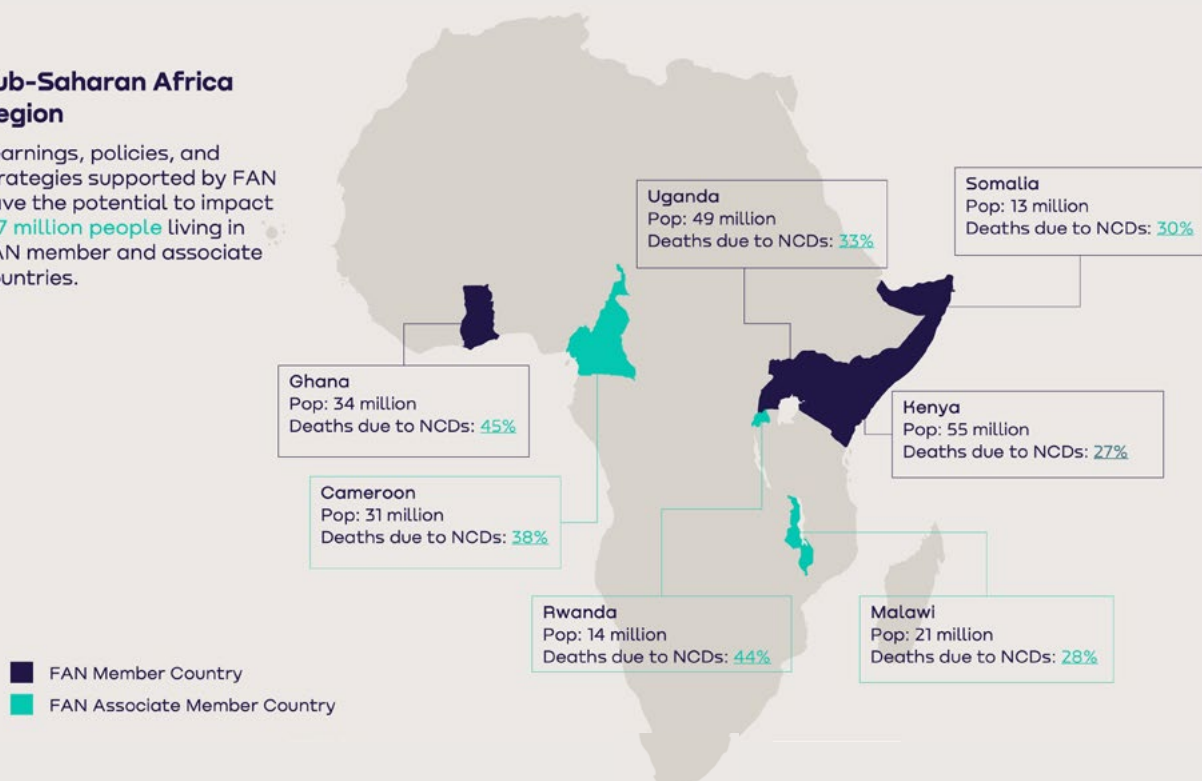 ub-Saharan Africa
egion
arnings, policies, and
rategies supported by FAN
ave the potential to impact
7 million people living in
AN member and associate
ountries.
Uganda
Pop: 49 million
Deaths due to NCDs: 33%
Somalia
Pop: 13 million
Deaths due to NCDs: 30%
Ghana
Pop: 34 million
Deaths due to NCDs: 45%
Kenya
Pop: 55 million
Deaths due to NCDs: 27%
Cameroon
Pop: 31 million
Deaths due to NCDs: 38%
Rwanda
Pop: 14 million
Deaths due to NCDs: 44%
Malawi
Pop: 21 million
Deaths due to NCDs: 28%
FAN Member Country
FAN Associate Member Country